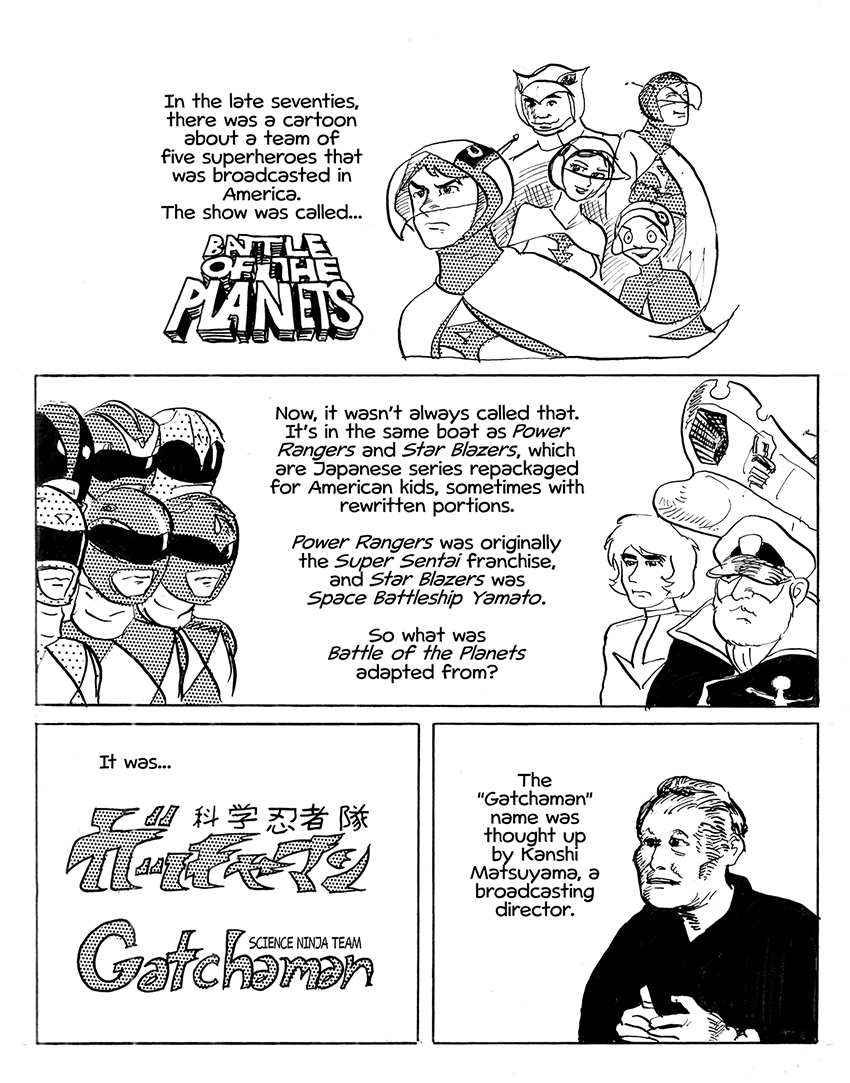 In the late seventies,
there was a cartoon
about a team of
five superheroes that
was broadcasted in
America.
The show was called...
BATTLE
OF THE
PLANETS
Now, it wasn't always called that.
It's in the same boat as Power
Rangers and Star Blazers, which
are Japanese series repackaged
for American kids, sometimes with
rewritten portions.
Power Rangers was originally
the Super Sentai franchise,
and Star Blazers was
Space Battleship Yamato.
So what was
Battle of the Planets
adapted from?
It was...
科学忍者隊
ガッチャマン
SCIENCE NINJA TEAM
Gatchaman
The
"Gatchaman"
name was
thought up
by Kanshi
Matsuyama, a
broadcasting
director.